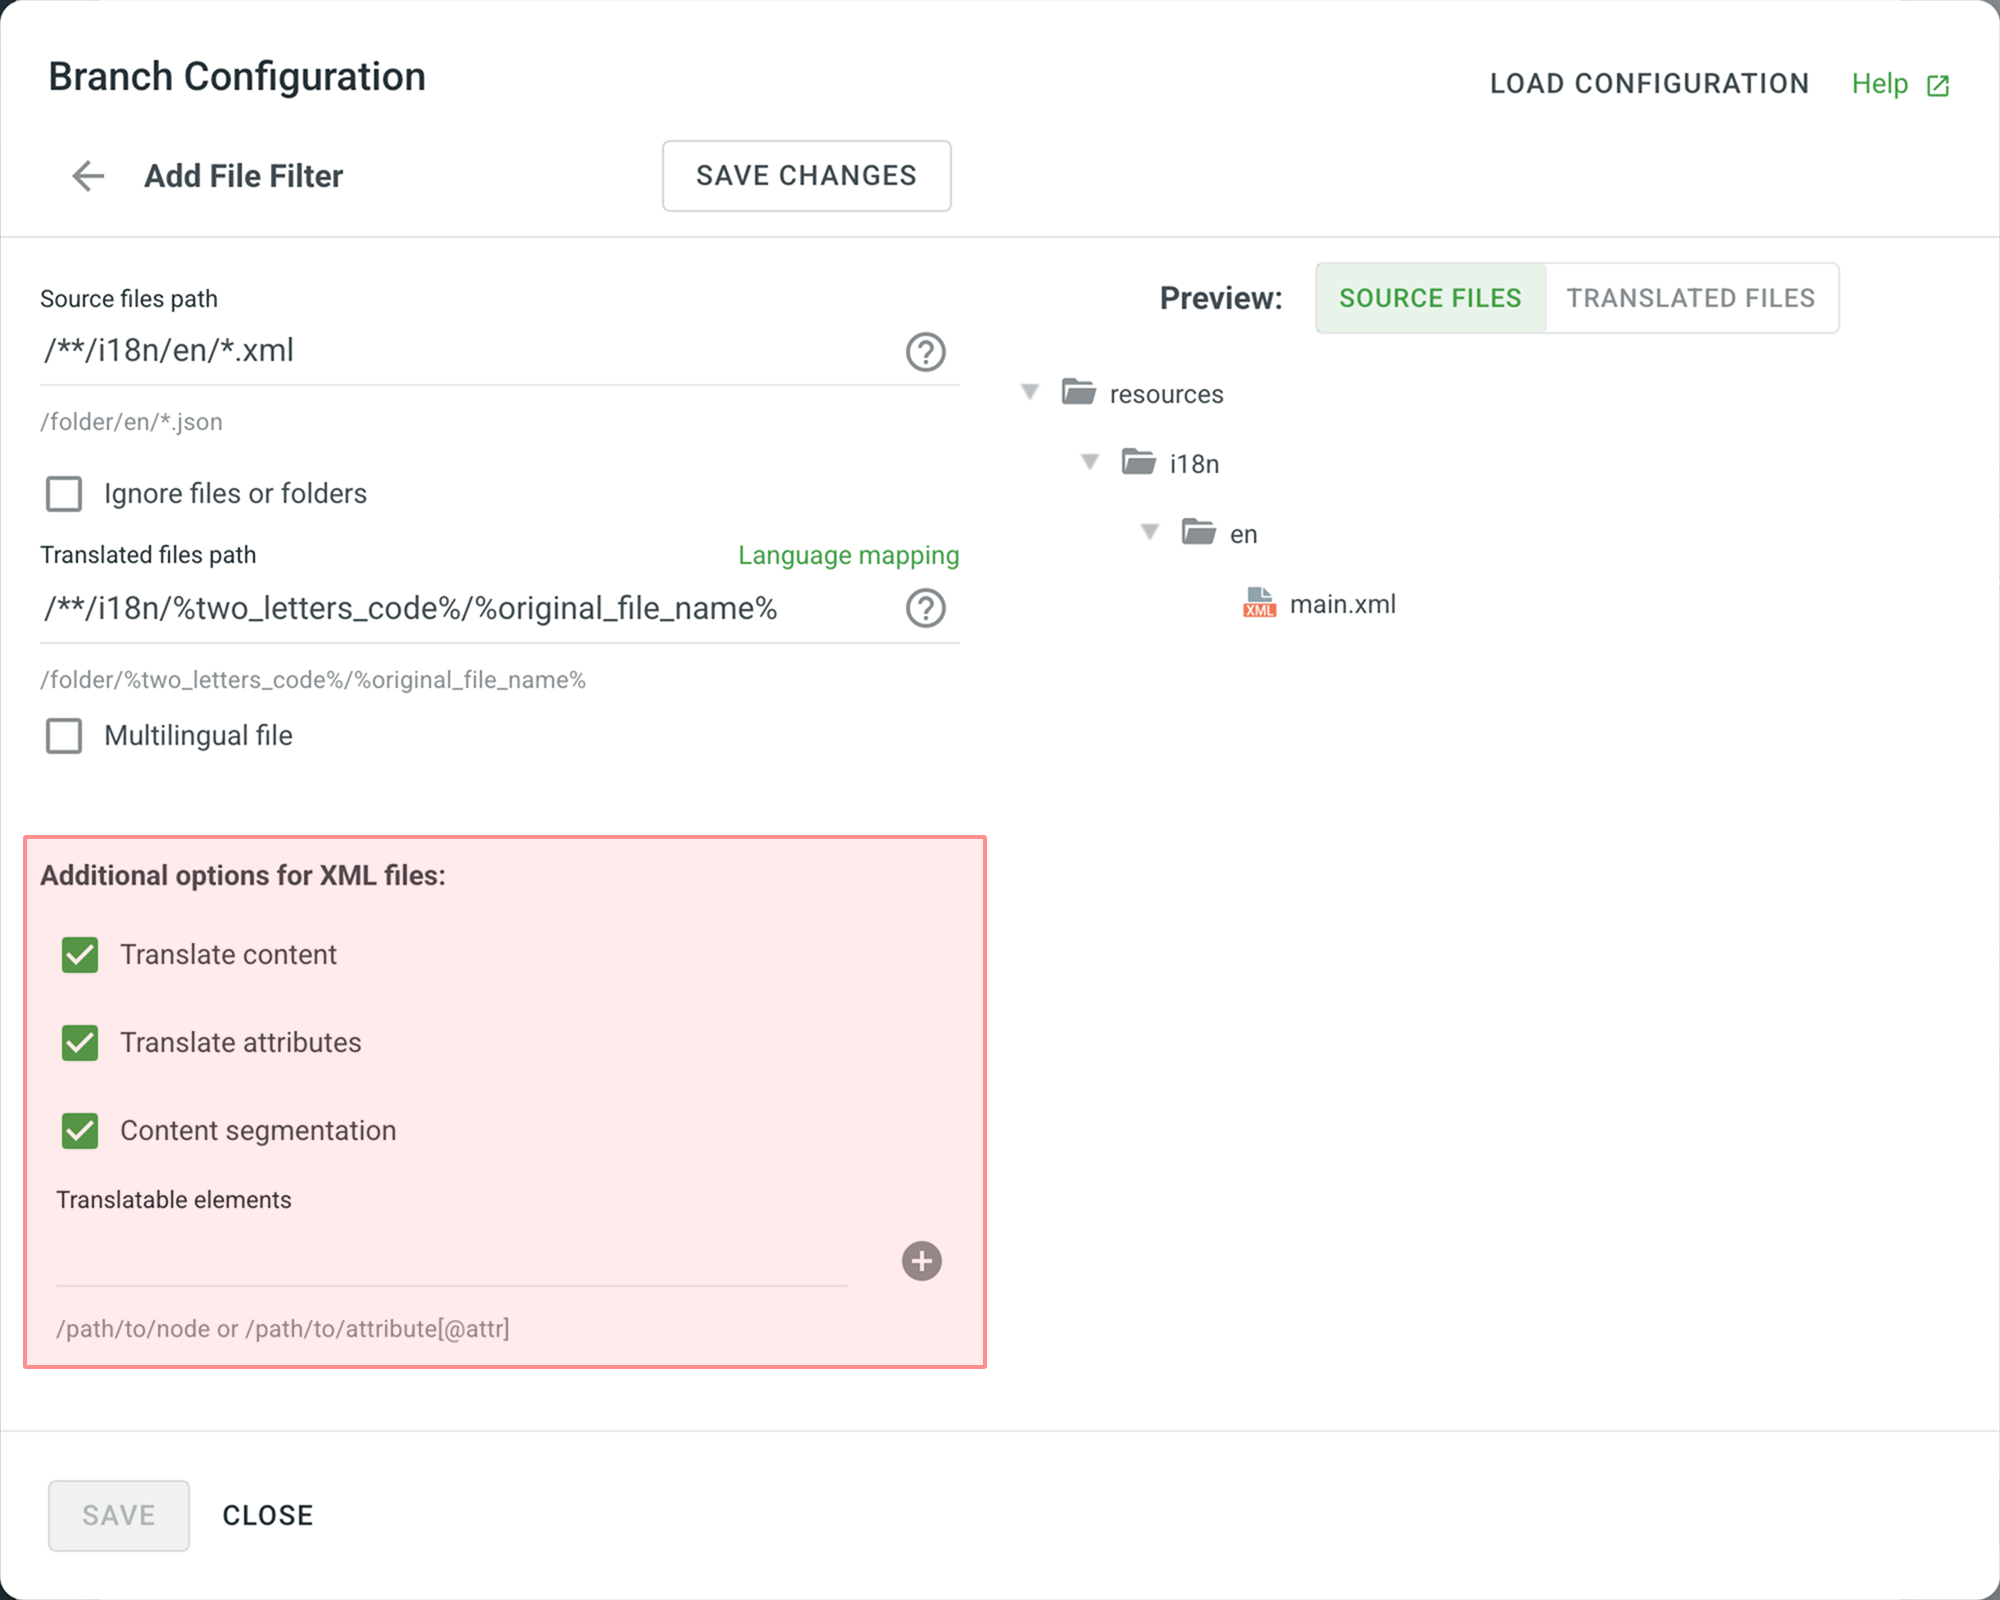 Branch Configuration
LOAD CONFIGURATION Help
Add File Filter SAVE CHANGES
Source files path
/**/i18n/en/*.xml
/folder/en/*.json
Ignore files or folders
Translated files path Language mapping
/**/i18n/%two_letters_code%/%original_file_name%
/folder/%two_letters_code%/%original_file_name%
Multilingual file
Additional options for XML files:
Translate content
Translate attributes
Content segmentation
Translatable elements
/path/to/node or /path/to/attribute[@attr]
Preview: SOURCE FILES TRANSLATED FILES
resources
i18n
en
XML main.xml
SAVE CLOSE